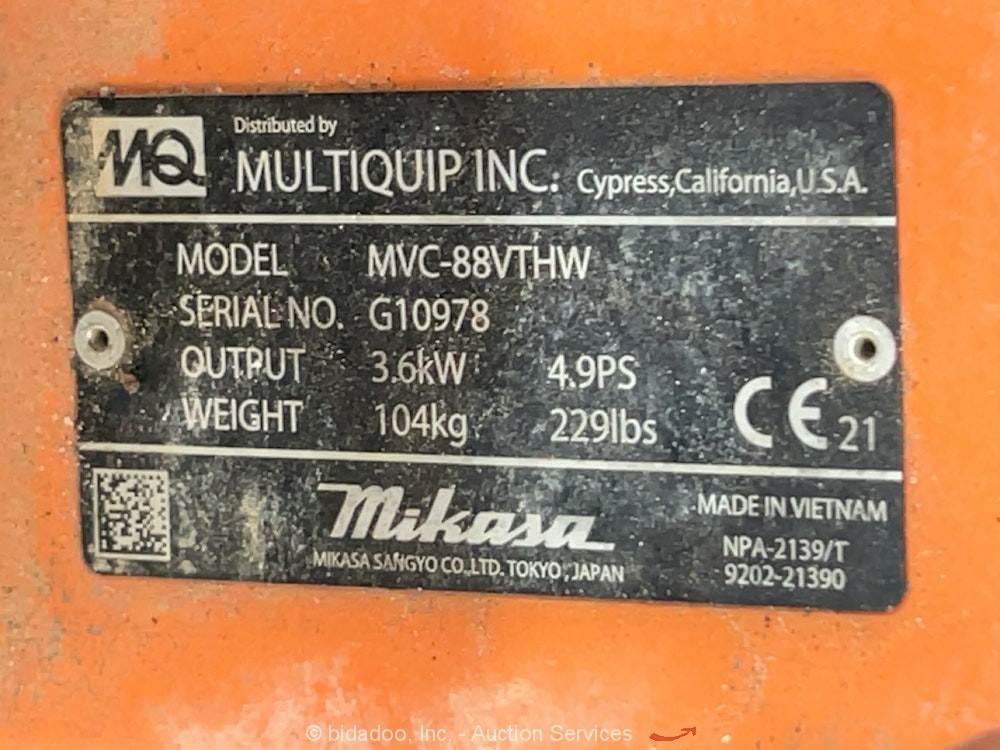 MQ
Distributed by
MULTIQUIP INC. Cypress,California,U.S.A.
MODEL MVC-88VTHW
SERIAL NO. G10978
OUTPUT 3.6kW 4.9PS
WEIGHT 104kg 229lbs
CE 21
Mikasa
MIKASA SANGYO CO.,LTD. TOKYO, JAPAN
MADE IN VIETNAM
NPA-2139/T
9202-21390
© bidadoo, Inc. - Auction Services